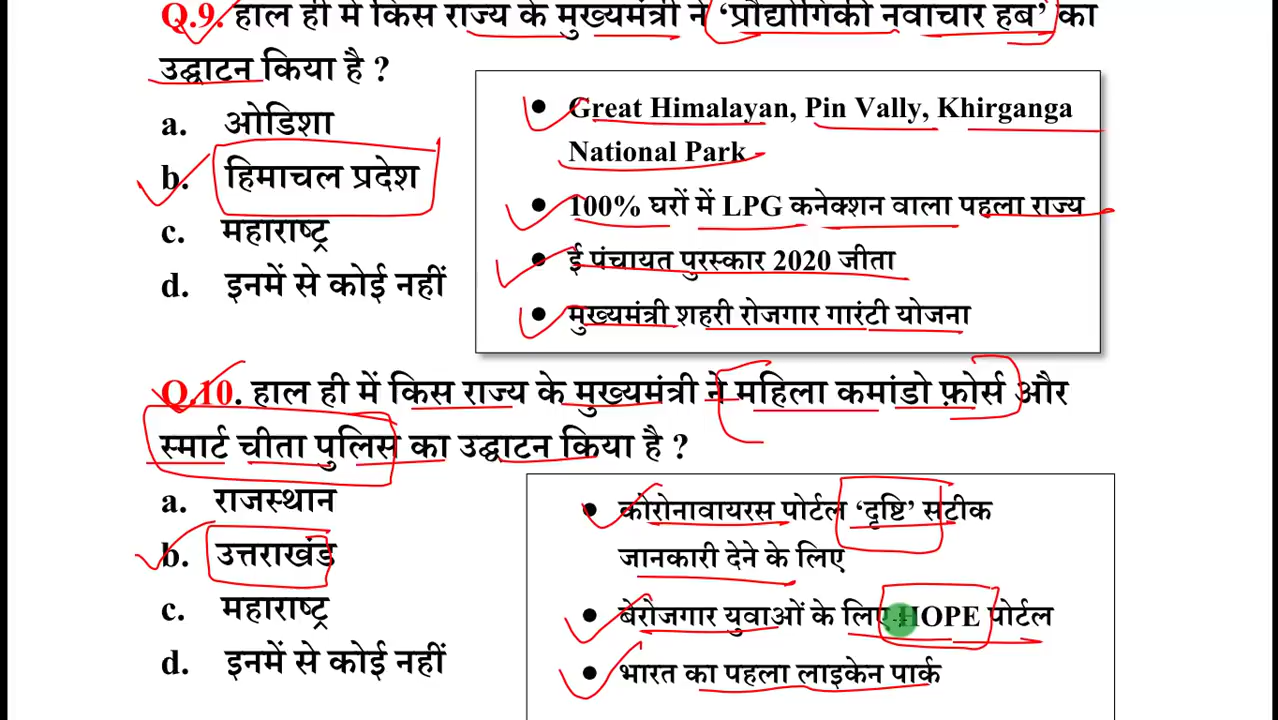 Q.9. हाल ही में किस राज्य के मुख्यमंत्री ने ‘प्रौद्योगिकी नवाचार हब’ का
उद्घाटन किया है ?
a. ओडिशा
b. हिमाचल प्रदेश
c. महाराष्ट्र
d. इनमें से कोई नहीं
• Great Himalayan, Pin Vally, Khirganga
National Park
• 100% घरों में LPG कनेक्शन वाला पहला राज्य
• ई पंचायत पुरस्कार 2020 जीता
• मुख्यमंत्री शहरी रोजगार गारंटी योजना
Q.10. हाल ही में किस राज्य के मुख्यमंत्री ने महिला कमांडो फ़ोर्स और
स्मार्ट चीता पुलिस का उद्घाटन किया है ?
a. राजस्थान
b. उत्तराखंड
c. महाराष्ट्र
d. इनमें से कोई नहीं
• कोरोनावायरस पोर्टल ‘दृष्टि’ सटीक
जानकारी देने के लिए
• बेरोजगार युवाओं के लिए HOPE पोर्टल
• भारत का पहला लाइकेन पार्क